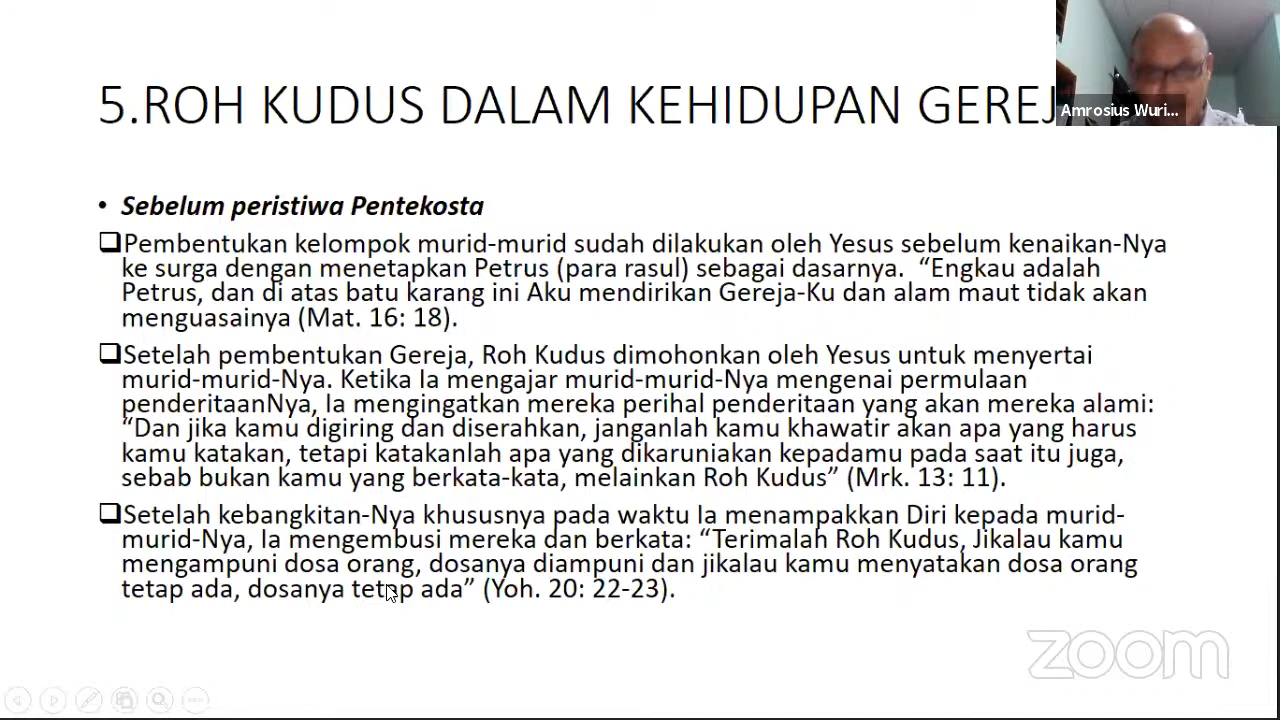 5.ROH KUDUS DALAM KEHIDUPAN GEREJ
Amrosius Wuri...
• Sebelum peristiwa Pentekosta
❑Pembentukan kelompok murid-murid sudah dilakukan oleh Yesus sebelum kenaikan-Nya
ke surga dengan menetapkan Petrus (para rasul) sebagai dasarnya. “Engkau adalah
Petrus, dan di atas batu karang ini Aku mendirikan Gereja-Ku dan alam maut tidak akan
menguasainya (Mat. 16: 18).
❑Setelah pembentukan Gereja, Roh Kudus dimohonkan oleh Yesus untuk menyertai
murid-murid-Nya. Ketika Ia mengajar murid-murid-Nya mengenai permulaan
penderitaanNya, Ia mengingatkan mereka perihal penderitaan yang akan mereka alami:
“Dan jika kamu digiring dan diserahkan, janganlah kamu khawatir akan apa yang harus
kamu katakan, tetapi katakanlah apa yang dikaruniakan kepadamu pada saat itu juga,
sebab bukan kamu yang berkata-kata, melainkan Roh Kudus” (Mrk. 13: 11).
❑Setelah kebangkitan-Nya khususnya pada waktu Ia menampakkan Diri kepada murid-
murid-Nya, Ia mengembusi mereka dan berkata: “Terimalah Roh Kudus, Jikalau kamu
mengampuni dosa orang, dosanya diampuni dan jikalau kamu menyatakan dosa orang
tetap ada, dosanya tetap ada” (Yoh. 20: 22-23).
zoom